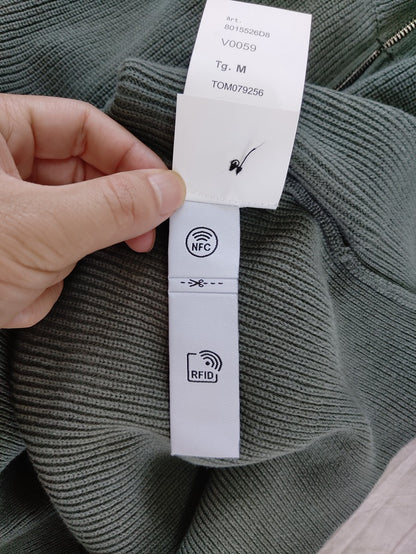 Art.
8015526D8
V0059
Tg. M
TOM079256
NFC
RFID